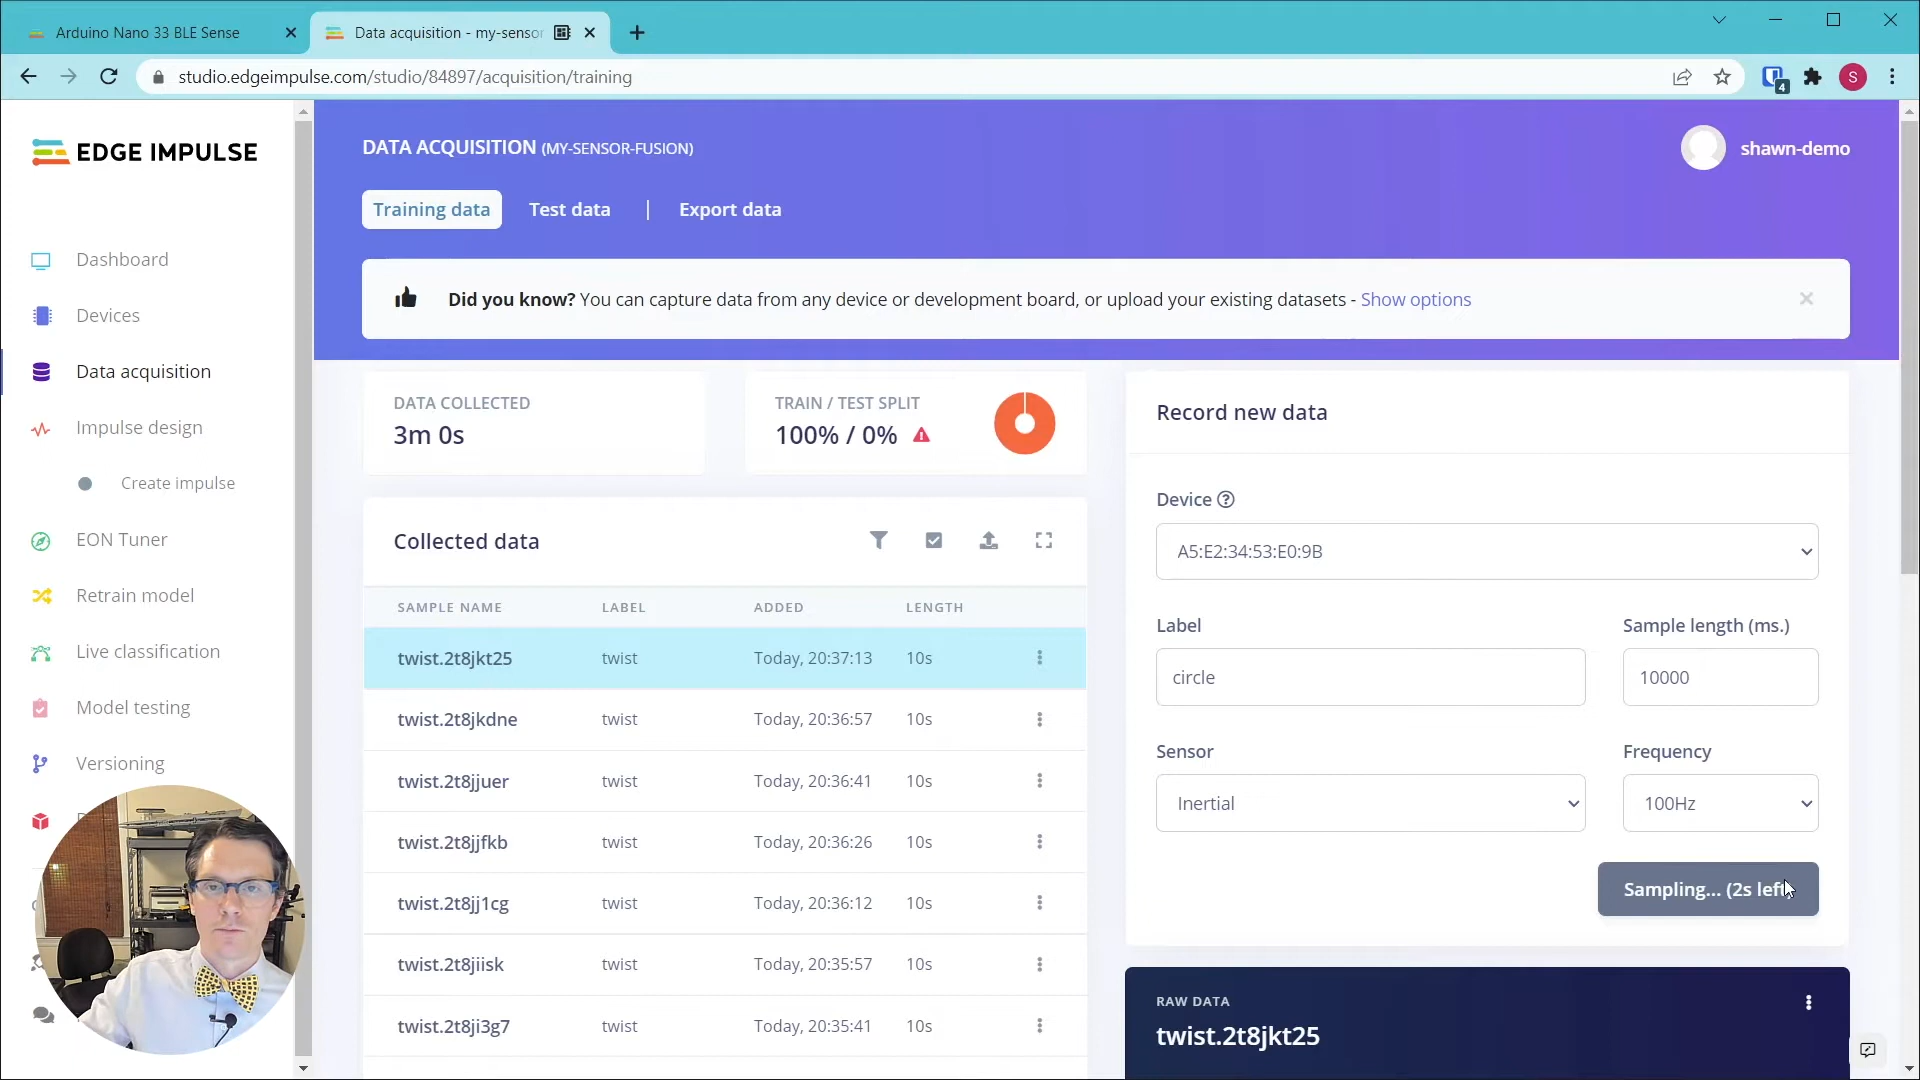 Arduino Nano 33 BLE Sense
Data acquisition - my-sensor
studio.edgeimpulse.com/studio/84897/acquisition/training
4
S
EDGE IMPULSE
Dashboard
Devices
Data acquisition
Impulse design
Create impulse
EON Tuner
Retrain model
Live classification
Model testing
Versioning
DATA ACQUISITION (MY-SENSOR-FUSION)
shawn-demo
Training data
Test data
|
Export data
Did you know? You can capture data from any device or development board, or upload your existing datasets - Show options
DATA COLLECTED
3m 0s
TRAIN / TEST SPLIT
100% / 0%
Collected data
SAMPLE NAME LABEL ADDED LENGTH
twist.2t8jkt25 twist Today, 20:37:13 10s
twist.2t8jkdne twist Today, 20:36:57 10s
twist.2t8jjuer twist Today, 20:36:41 10s
twist.2t8jjfkb twist Today, 20:36:26 10s
twist.2t8jj1cg twist Today, 20:36:12 10s
twist.2t8jiisk twist Today, 20:35:57 10s
twist.2t8ji3g7 twist Today, 20:35:41 10s
Record new data
Device
A5:E2:34:53:E0:9B
Label
circle
Sample length (ms.)
10000
Sensor
Inertial
Frequency
100Hz
Sampling... (2s left
RAW DATA
twist.2t8jkt25